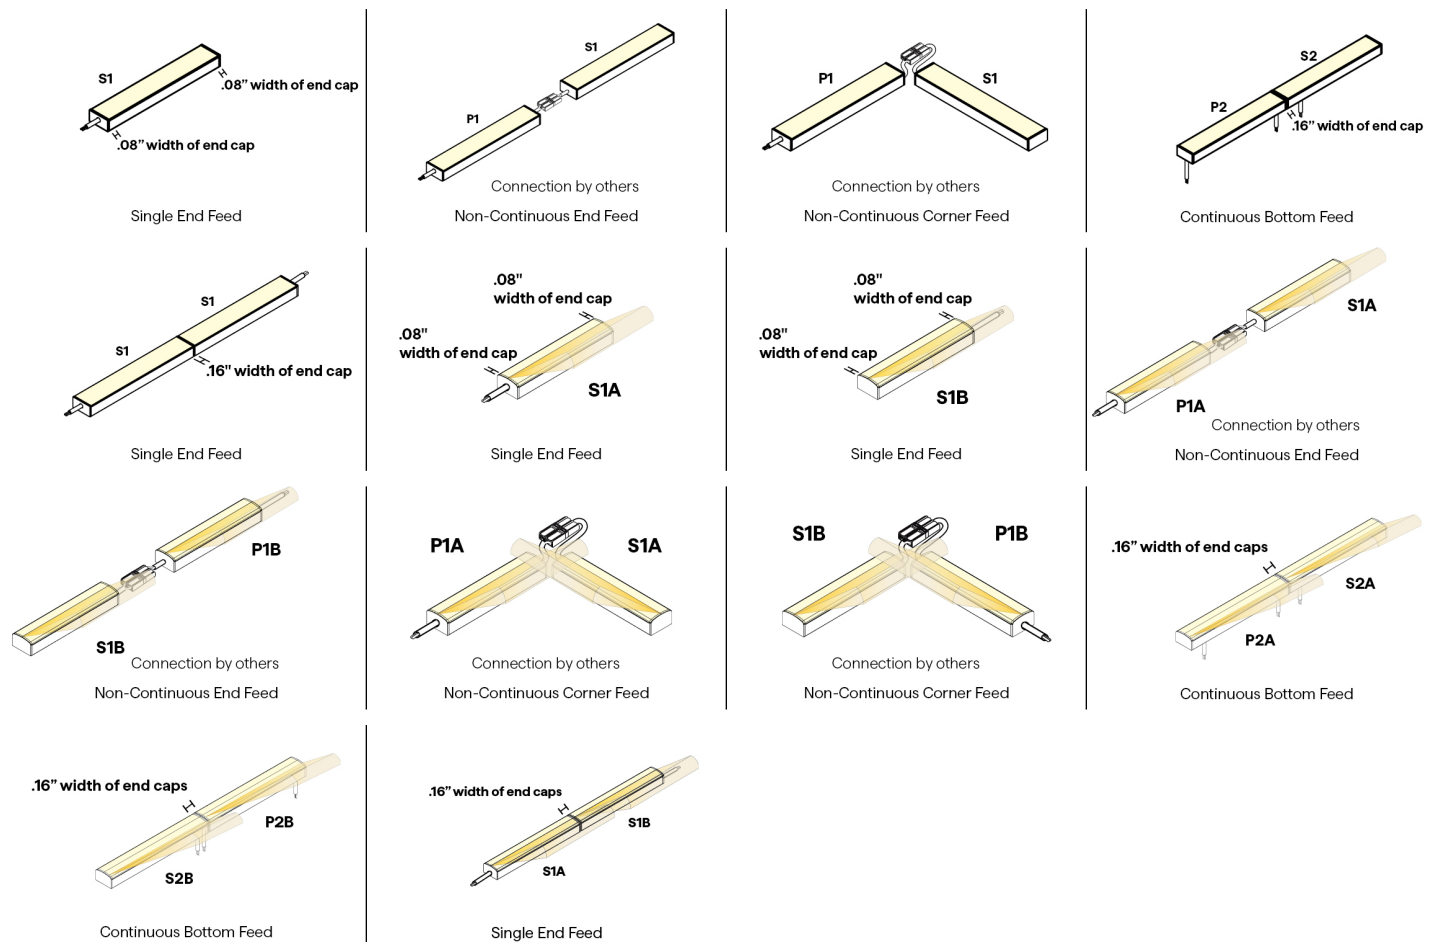 S1
.08” width of end cap
.08” width of end cap
Single End Feed
S1
P1
Connection by others
Non-Continuous End Feed
P1
S1
Connection by others
Non-Continuous Corner Feed
S2
P2
.16” width of end cap
Continuous Bottom Feed
S1
S1
.16" width of end cap
Single End Feed
.08"
width of end cap
.08"
width of end cap
S1A
Single End Feed
.08"
width of end cap
.08"
width of end cap
S1B
Single End Feed
S1A
P1A
Connection by others
Non-Continuous End Feed
P1B
S1B
Connection by others
Non-Continuous End Feed
P1A
S1A
Connection by others
Non-Continuous Corner Feed
S1B
P1B
Connection by others
Non-Continuous Corner Feed
.16” width of end caps
S2A
P2A
Continuous Bottom Feed
.16” width of end caps
P2B
S2B
Continuous Bottom Feed
.16” width of end caps
S1B
S1A
Single End Feed